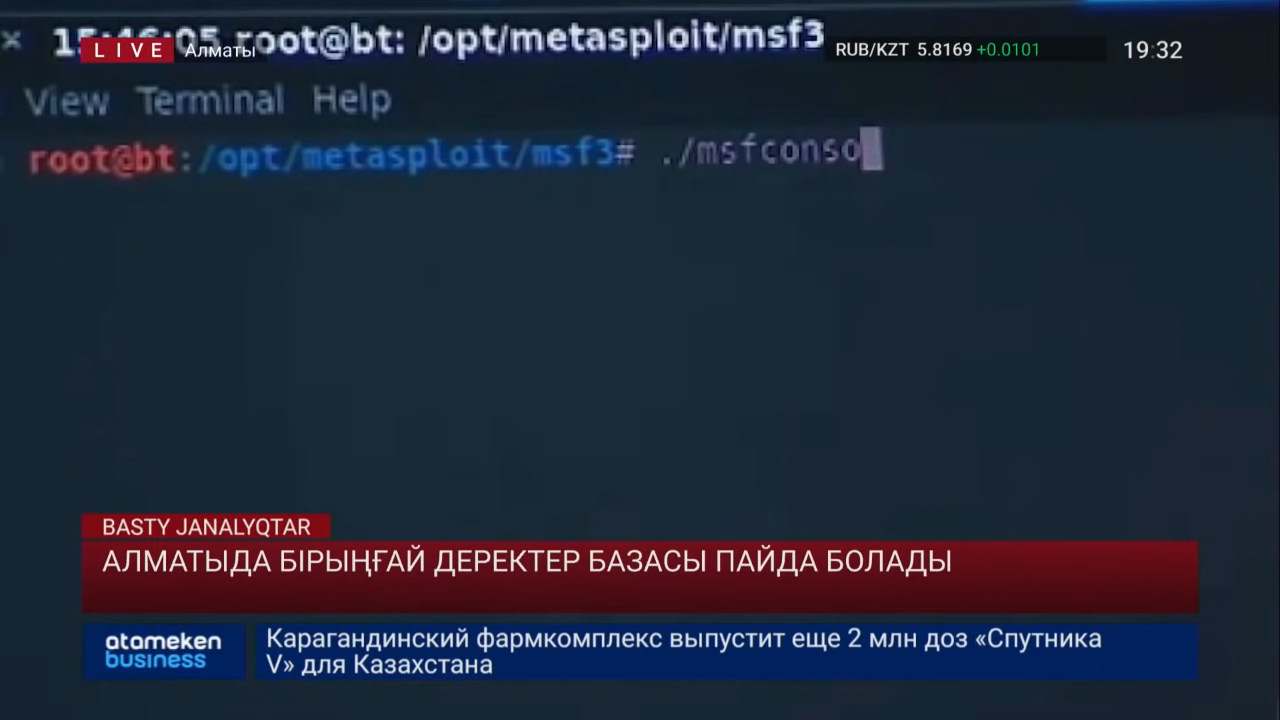 15:46:05 root@bt: /opt/metasploit/msf3
LIVE Алматы
RUB/KZT 5.8169 +0.0101
19:32
View Terminal Help
root@bt:/opt/metasploit/msf3# ./msfconso
BASTY JANALYQTAR
АЛМАТЫДА БІРЫҢҒАЙ ДЕРЕКТЕР БАЗАСЫ ПАЙДА БОЛАДЫ
atameken
business
Карагандинский фармкомплекс выпустит еще 2 млн доз «Спутника
V» для Казахстана